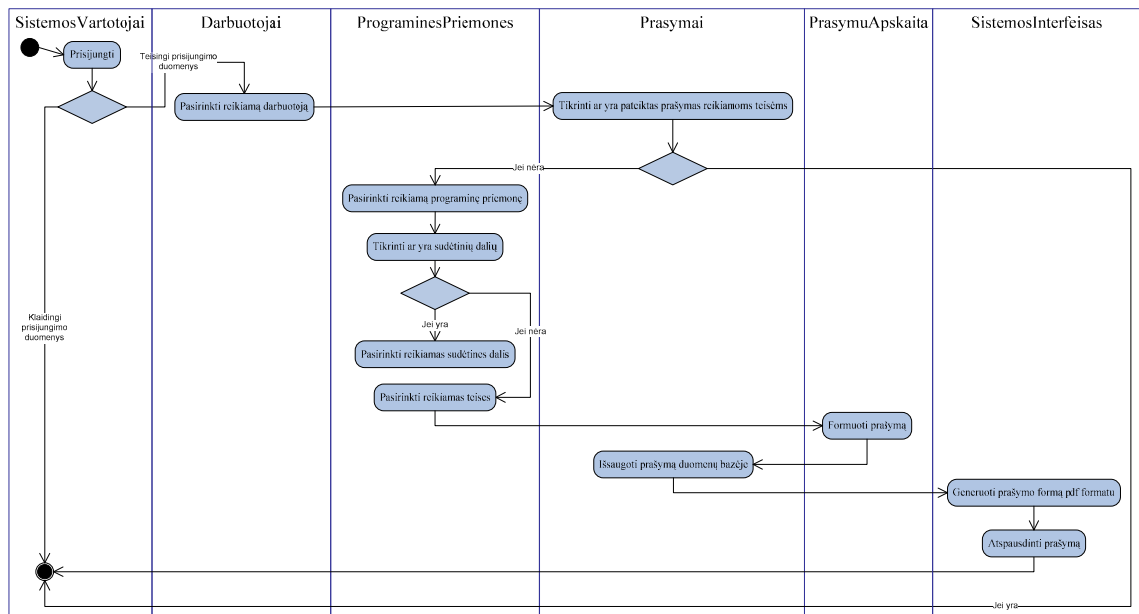 SistemosVartotojai
Darbuotojai
PrograminesPriemones
Prasymai
PrasymuApskaita
SistemosInterfeisas
Prisijungti
Teisingi prisijungimo
duomenys
Pasirinkti reikiamą darbuotoją
Tikrinti ar yra pateiktas prašymas reikiamoms teisėms
Jei nėra
Pasirinkti reikiamą programinę priemonę
Tikrinti ar yra sudėtinių dalių
Klaidingi
prisijungimo
duomenys
Jei yra
Jei nėra
Pasirinkti reikiamas sudėtines dalis
Pasirinkti reikiamas teises
Formuoti prašymą
Išsaugoti prašymą duomenų bazėje
Generuoti prašymo formą pdf formatu
Atspausdinti prašymą
Jei yra